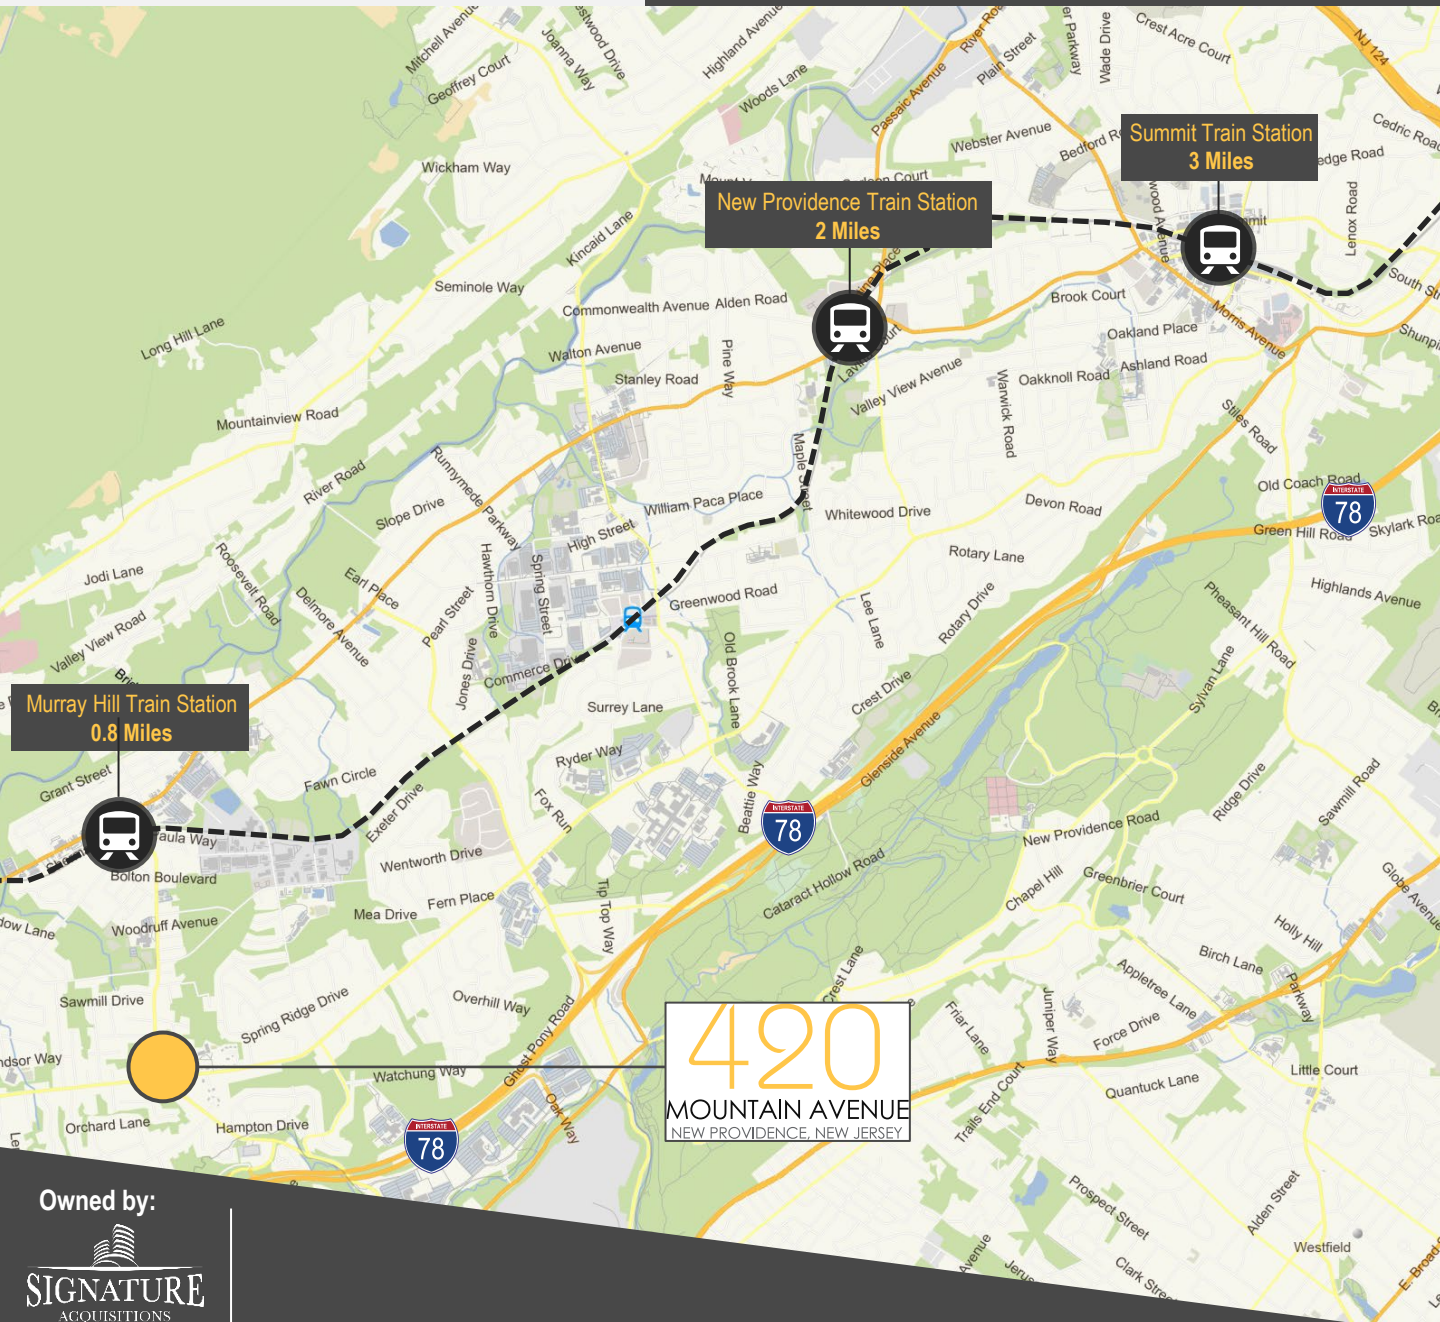 Mitchell Avenue
Joanna Way
Geoffrey Court
Highland Avenue
Woods Lane
Passaic Avenue
Plain Street
Wade Drive
Crest Acre Court
NJ 124
Webster Avenue
Summit Train Station
3 Miles
Wickham Way
New Providence Train Station
2 Miles
Lenox Road
Kincaid Lane
Seminole Way
Commonwealth Avenue
Alden Road
Brook Court
Oakland Place
Morris Avenue
Long Hill Lane
Walton Avenue
Pine Way
Stanley Road
Valley View Avenue
Warwick Road
Oakknoll Road
Ashland Road
Stiles Road
Mountainview Road
Runnymede Parkway
River Road
Maple Street
Slope Drive
William Paca Place
Whitewood Drive
Devon Road
Old Coach Road
INTERSTATE
78
Green Hill Road
High Street
Hawthorn Drive
Spring Street
Rotary Lane
Rotary Drive
Jodi Lane
Roosevelt Road
Earl Place
Delmore Avenue
Pearl Street
Greenwood Road
Lee Lane
Highlands Avenue
Pheasant Hill Road
Valley View Road
Jones Drive
Commerce Drive
Old Brook Lane
Crest Drive
Sylvan Lane
Murray Hill Train Station
0.8 Miles
Surrey Lane
Ryder Way
Glenside Avenue
Grant Street
Fawn Circle
Exeter Drive
Fox Run
Beattie Way
INTERSTATE
78
Ridge Drive
Sawmill Road
New Providence Road
Bolton Boulevard
Wentworth Drive
Cataract Hollow Road
Chapel Hill
Greenbrier Court
Globe Avenue
Woodruff Avenue
Mea Drive
Fern Place
Tip Top Way
Holly Hill
Birch Lane
Sawmill Drive
Spring Ridge Drive
Overhill Way
Appletree Lane
Parkway
Friar Lane
Juniper Way
Force Drive
420
MOUNTAIN AVENUE
NEW PROVIDENCE, NEW JERSEY
Watchung Way
Ghost Pony Road
Oak Way
Trails End Court
Quantuck Lane
Little Court
Orchard Lane
Hampton Drive
INTERSTATE
78
Prospect Street
Alden Street
Westfield
Owned by:
SIGNATURE
ACQUISITIONS